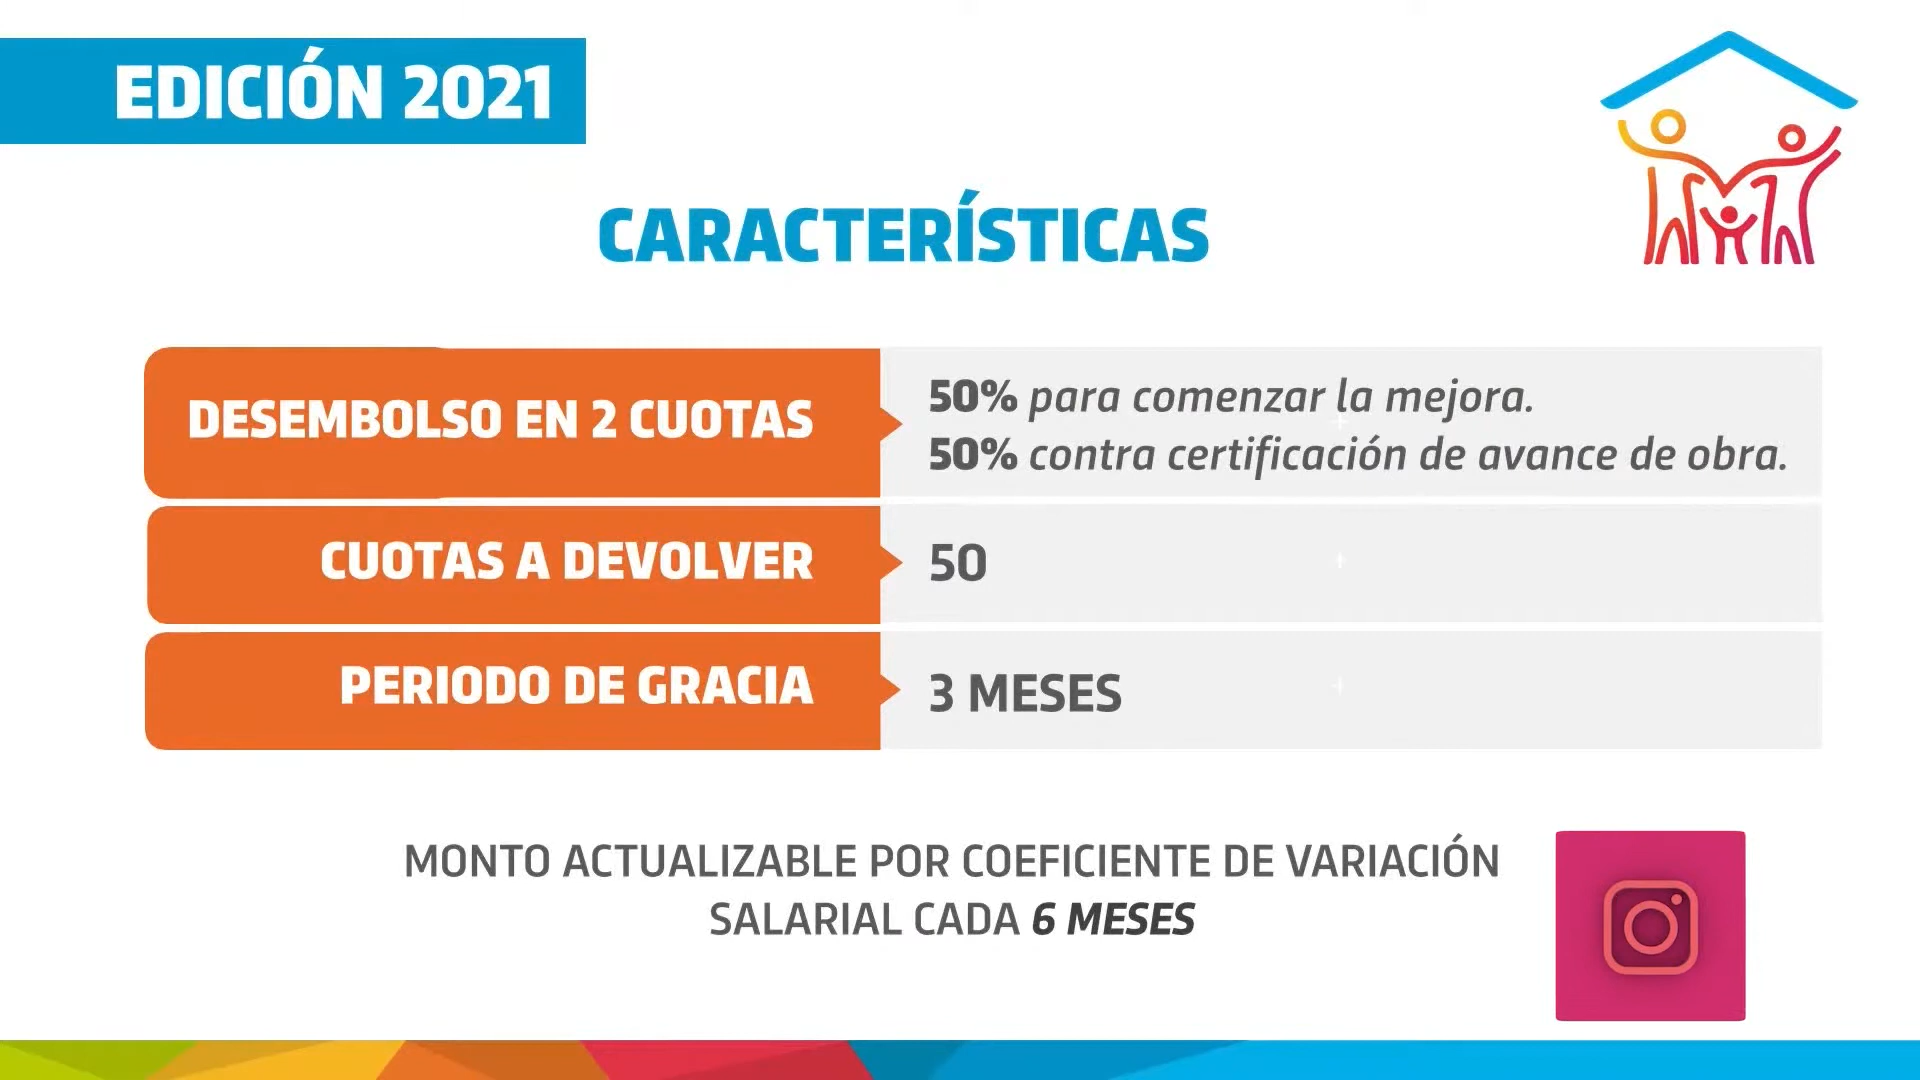 EDICIÓN 2021
CARACTERÍSTICAS
DESEMBOLSO EN 2 CUOTAS
50% para comenzar la mejora.
50% contra certificación de avance de obra.
CUOTAS A DEVOLVER
50
PERIODO DE GRACIA
3 MESES
MONTO ACTUALIZABLE POR COEFICIENTE DE VARIACIÓN
SALARIAL CADA 6 MESES